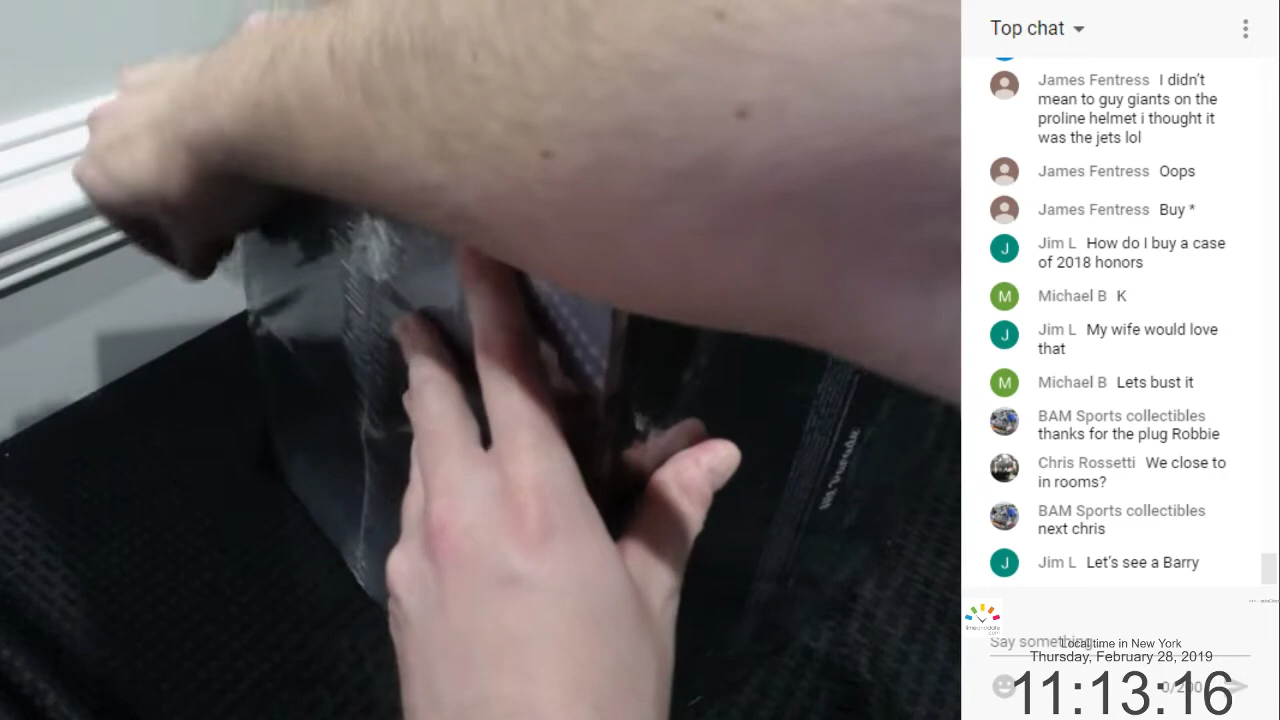 Top chat
James Fentress I didn't
mean to guy giants on the
proline helmet i thought it
was the jets lol
James Fentress Oops
James Fentress Buy *
J Jim L How do I buy a case
of 2018 honors
M Michael B K
J Jim L My wife would love
that
M Michael B Lets bust it
BAM Sports collectibles
thanks for the plug Robbie
Chris Rossetti We close to
in rooms?
BAM Sports collectibles
next chris
J Jim L Let's see a Barry
Say something...
Local time in New York
Thursday, February 28, 2019
0/200
11:13:16